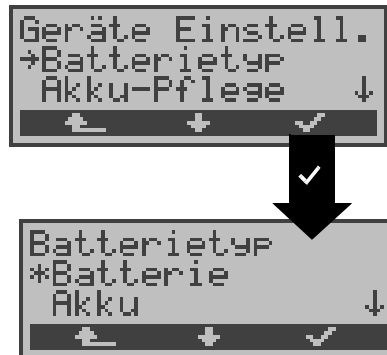 Geräte Einstell.
→Batterietyp
Akku-Pflege ↓
Batterietyp
*Batterie
Akku ↓